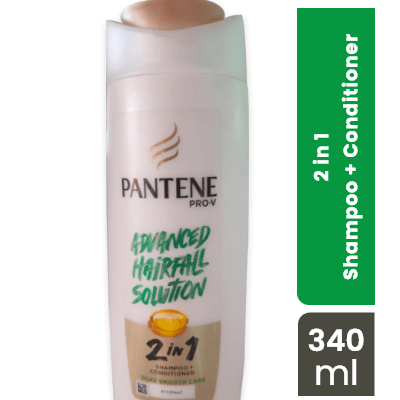 PANTENE
PRO-V
ADVANCED
HAIRFALL
SOLUTION
2 in 1
SHAMPOO +
CONDITIONER
SILKY SMOOTH CARE
2 in 1
Shampoo + Conditioner
340
ml